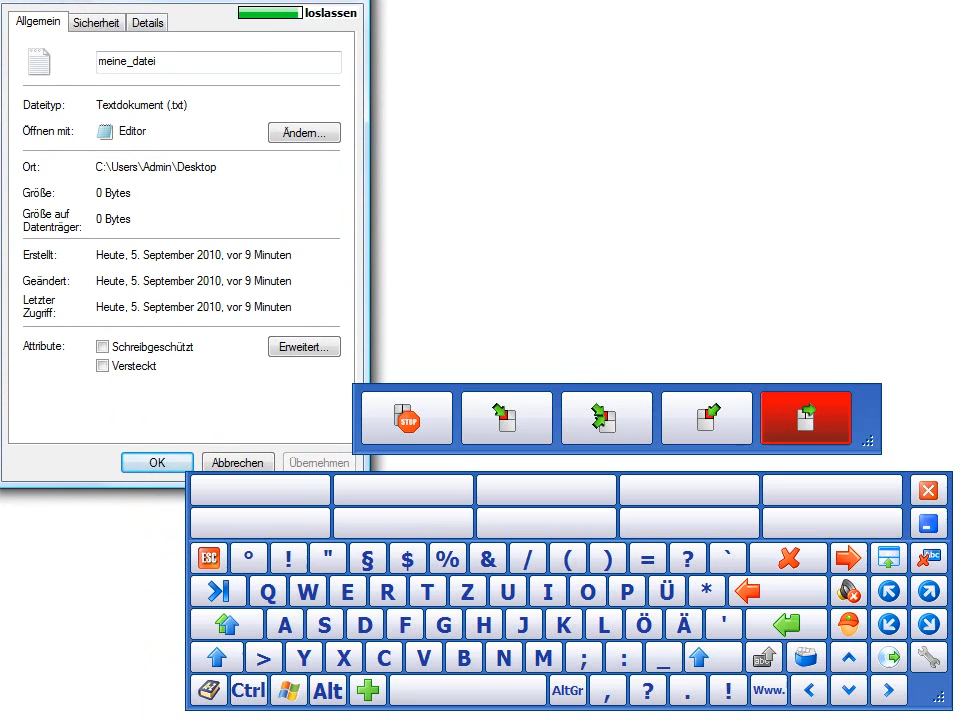 loslassen
Allgemein Sicherheit Details
meine_datei
Dateityp: Textdokument (.txt)
Öffnen mit: Editor Ändern...
Ort: C:\Users\Admin\Desktop
Größe: 0 Bytes
Größe auf
Datenträger: 0 Bytes
Erstellt: Heute, 5. September 2010, vor 9 Minuten
Geändert: Heute, 5. September 2010, vor 9 Minuten
Letzter
Zugriff: Heute, 5. September 2010, vor 9 Minuten
Attribute: Schreibgeschützt Erweitert...
Versteckt
STOP
OK Abbrechen Übernehmen
ESC ° ! " § $ % & / ( ) = ? ` Abc
Q W E R T Z U I O P Ü *
A S D F G H J K L Ö Ä '
> Y X C V B N M ; : _ abc
Ctrl Alt AltGr , ? . ! Www.